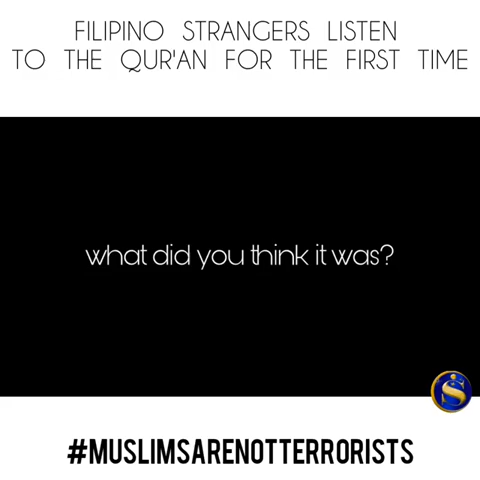 FILIPINO STRANGERS LISTEN
TO THE QUR'AN FOR THE FIRST TIME
what did you think it was?
#MUSLIMSARENOTTERRORISTS